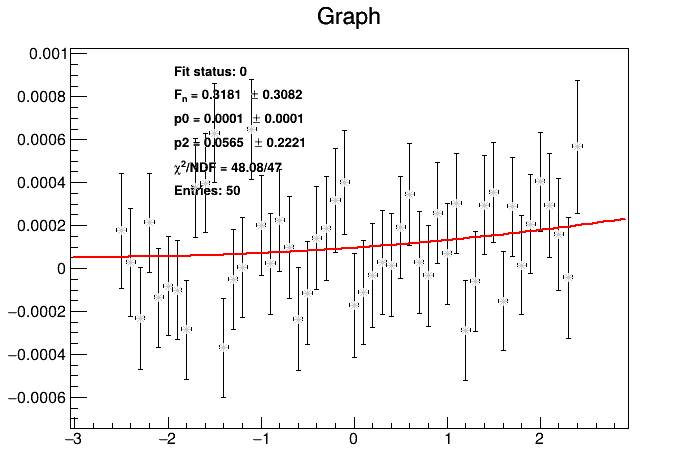 Graph
0.001
0.0008
0.0006
0.0004
0.0002
0
−0.0002
−0.0004
−0.0006
Fit status: 0
Fn = 0.3181 ± 0.3082
p0 = 0.0001 ± 0.0001
p2 = 0.0565 ± 0.2221
χ²/NDF = 48.08/47
Entries: 50
−3 −2 −1 0 1 2